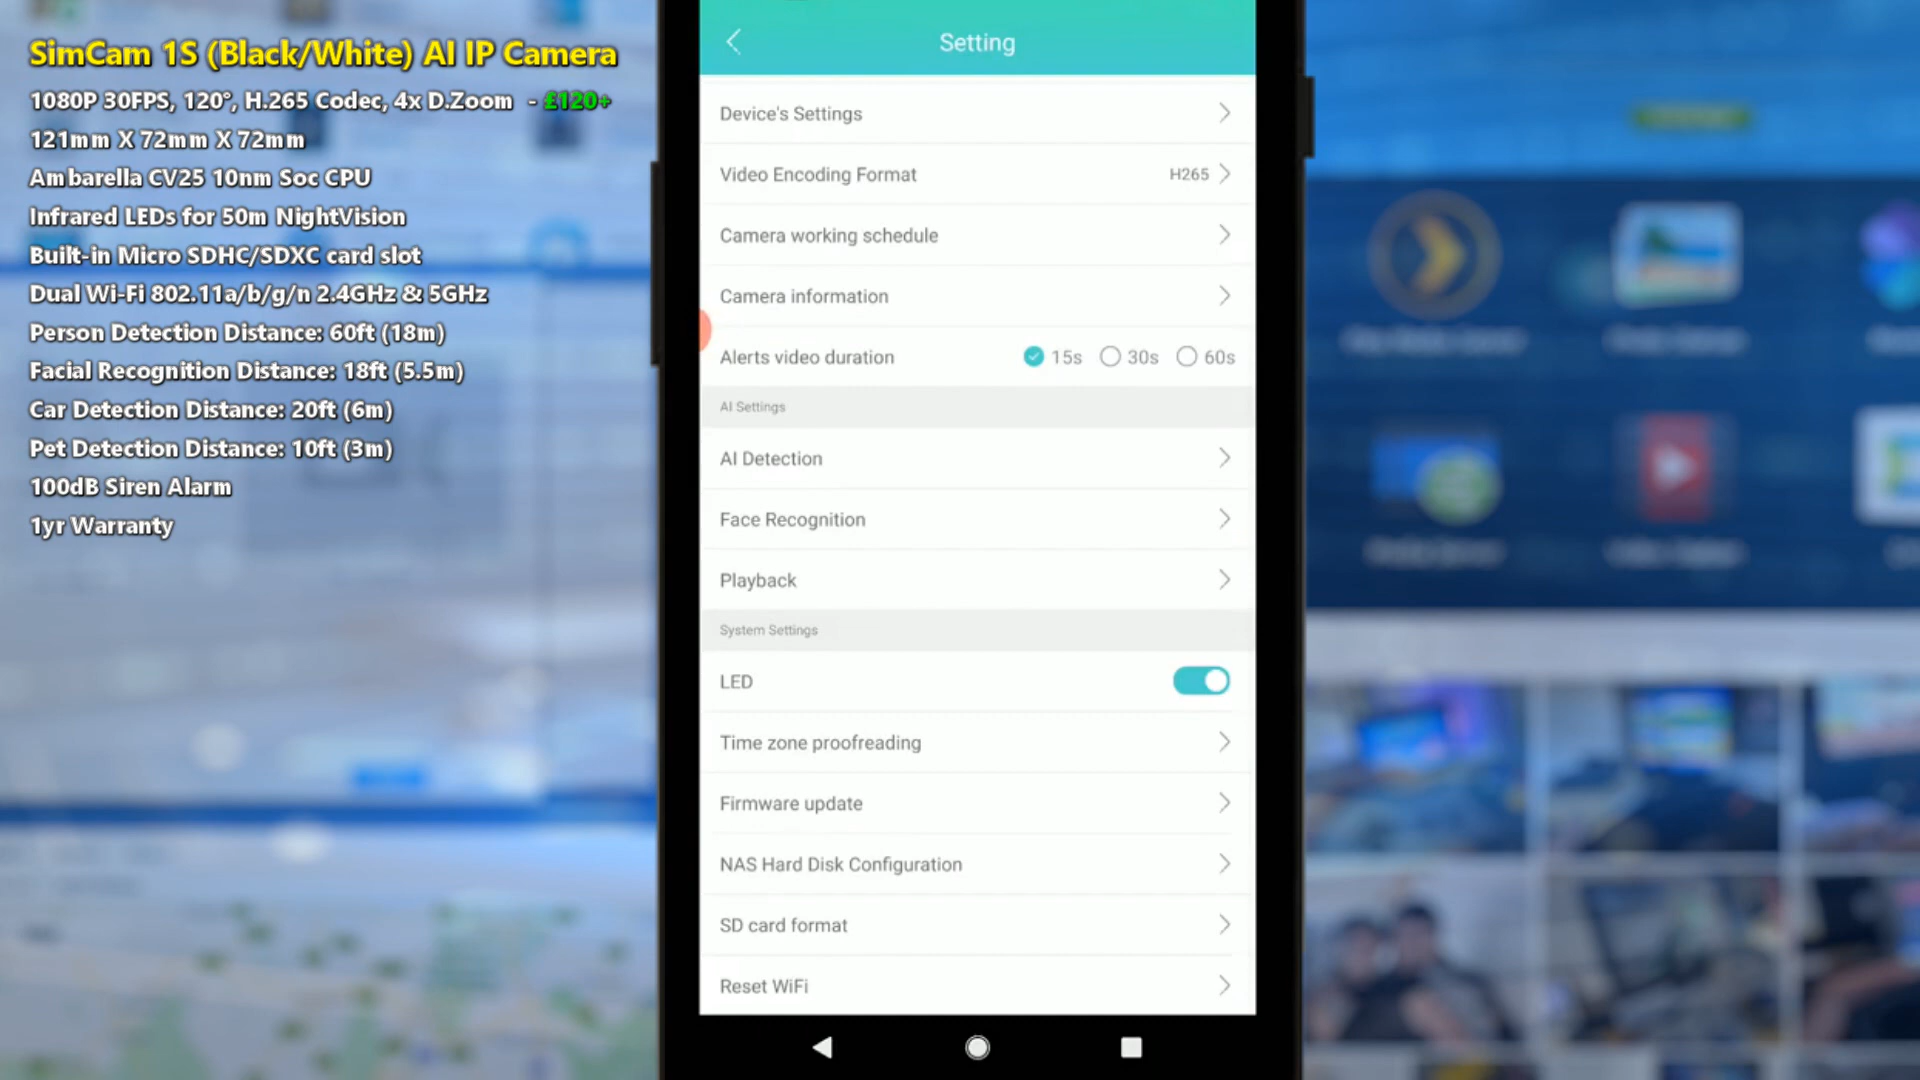 SimCam 1S (Black/White) AI IP Camera
1080P 30FPS, 120°, H.265 Codec, 4x D.Zoom - £120+
121mm X 72mm X 72mm
Ambarella CV25 10nm Soc CPU
Infrared LEDs for 50m NightVision
Built-in Micro SDHC/SDXC card slot
Dual Wi-Fi 802.11a/b/g/n 2.4GHz & 5GHz
Person Detection Distance: 60ft (18m)
Facial Recognition Distance: 18ft (5.5m)
Car Detection Distance: 20ft (6m)
Pet Detection Distance: 10ft (3m)
100dB Siren Alarm
1yr Warranty
Setting
Device's Settings
Video Encoding Format H265
Camera working schedule
Camera information
Alerts video duration 15s 30s 60s
AI Settings
AI Detection
Face Recognition
Playback
System Settings
LED
Time zone proofreading
Firmware update
NAS Hard Disk Configuration
SD card format
Reset WiFi